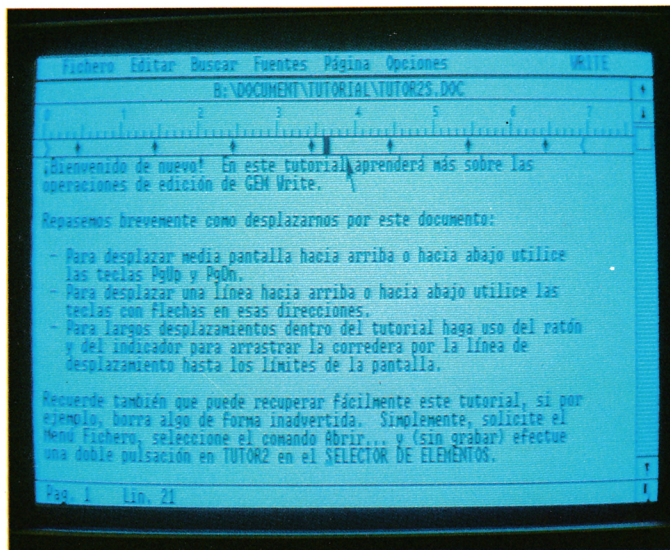 Fichero Editar Buscar Fuentes Página Opciones WRITE
B:\DOCUMENT\TUTORIAL\TUTOR2S.DOC
0 1 2 3 4 5 6 7
¡Bienvenido de nuevo! En este tutorial aprenderá más sobre las
operaciones de edición de GEM Write.
Repasemos brevemente como desplazarnos por este documento:
- Para desplazar media pantalla hacia arriba o hacia abajo utilice
las teclas PgUp y PgDn.
- Para desplazar una línea hacia arriba o hacia abajo utilice las
teclas con flechas en esas direcciones.
- Para largos desplazamientos dentro del tutorial haga uso del ratón
y del indicador para arrastrar la corredera por la línea de
desplazamiento hasta los límites de la pantalla.
Recuerde también que puede recuperar fácilmente este tutorial, si por
ejemplo, borra algo de forma inadvertida. Simplemente, solicite el
Menú Fichero, seleccione el comando Abrir... y (sin grabar) efectue
una doble pulsación en TUTOR2 en el SELECTOR DE ELEMENTOS.
Pag. 1 Lin. 21